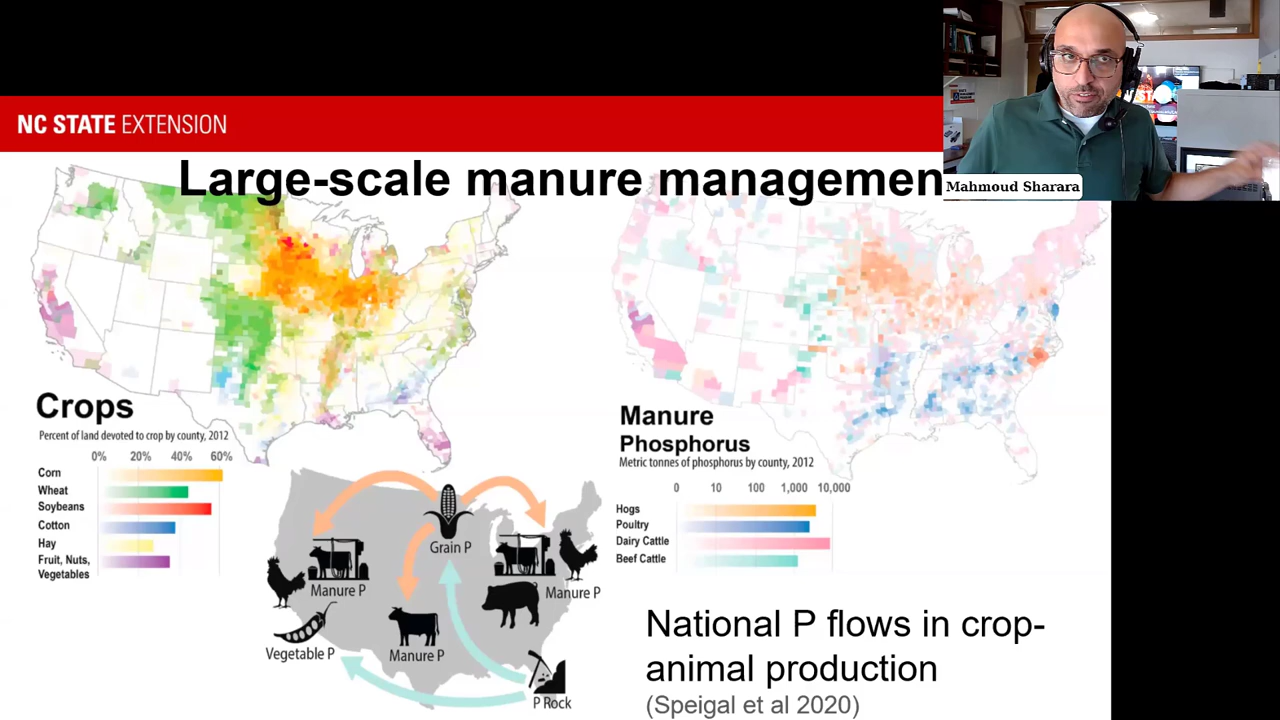 NC STATE EXTENSION
Large-scale manure managemen
Mahmoud Sharara
Crops
Percent of land devoted to crop by county, 2012
0% 20% 40% 60%
Corn
Wheat
Soybeans
Cotton
Hay
Fruit, Nuts,
Vegetables
Manure
Phosphorus
Metric tonnes of phosphorus by county, 2012
0 10 100 1,000 10,000
Hogs
Poultry
Dairy Cattle
Beef Cattle
Grain P
Manure P
Manure P
Vegetable P
Manure P
P Rock
National P flows in crop-
animal production
(Speigal et al 2020)